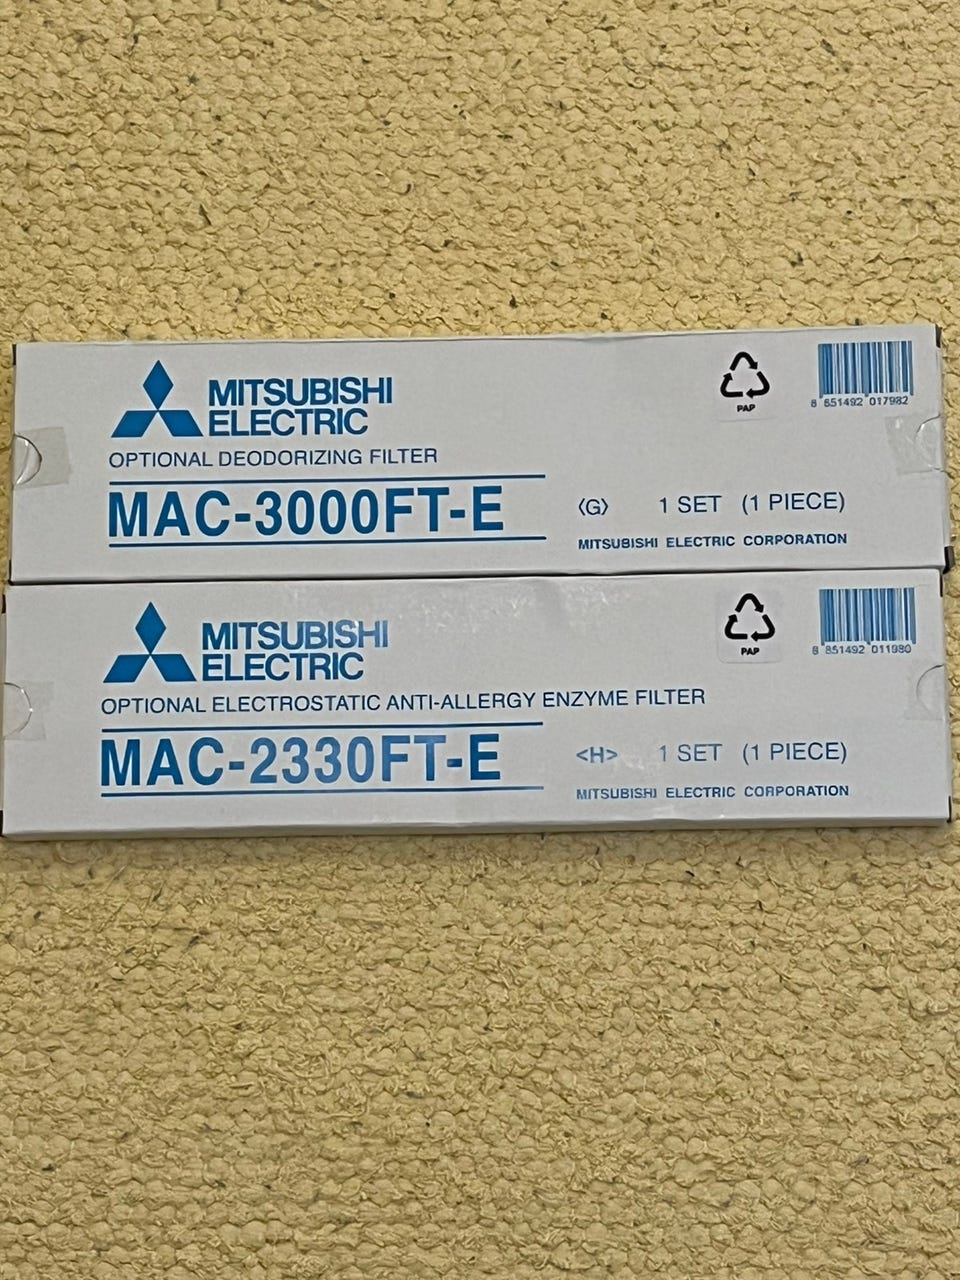 MITSUBISHI
ELECTRIC
OPTIONAL DEODORIZING FILTER
MAC-3000FT-E
〈G〉 1 SET (1 PIECE)
MITSUBISHI ELECTRIC CORPORATION
PAP
8 851492 017982
MITSUBISHI
ELECTRIC
OPTIONAL ELECTROSTATIC ANTI-ALLERGY ENZYME FILTER
MAC-2330FT-E
<H> 1 SET (1 PIECE)
MITSUBISHI ELECTRIC CORPORATION
PAP
8 851492 011980